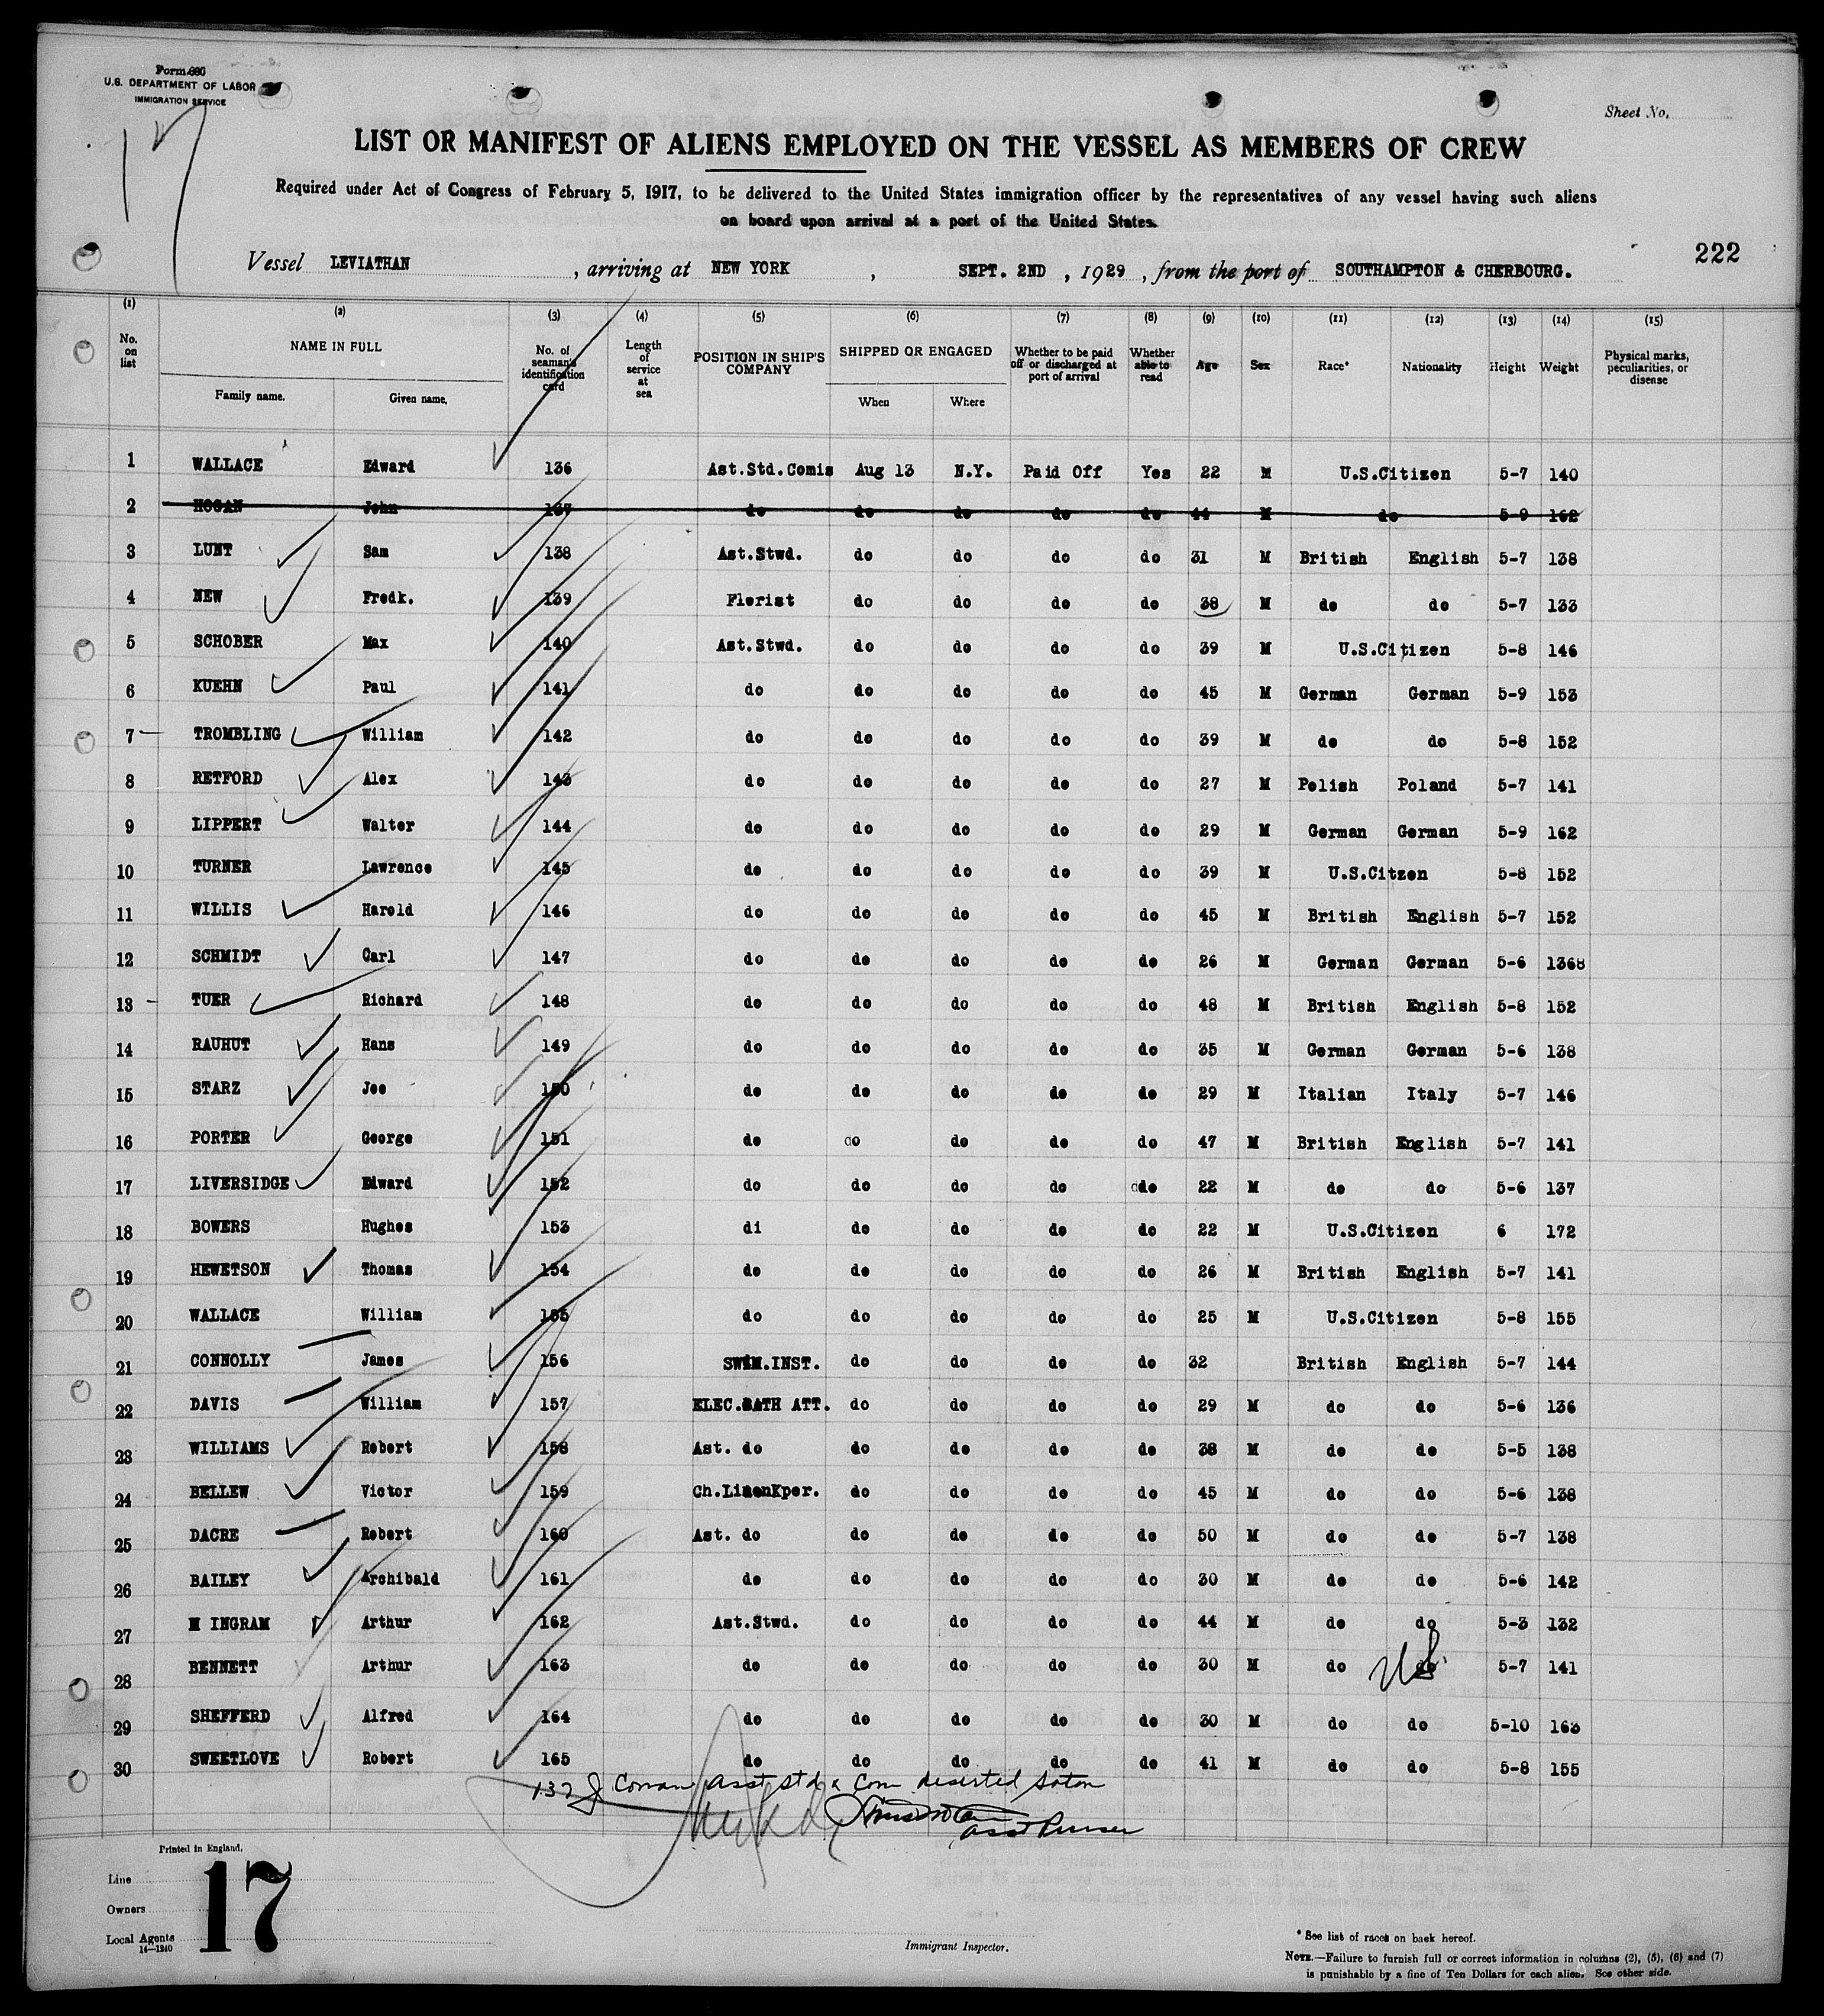 Form 680
U.S. DEPARTMENT OF LABOR
IMMIGRATION SERVICE
17
Sheet No.
LIST OR MANIFEST OF ALIENS EMPLOYED ON THE VESSEL AS MEMBERS OF CREW
Required under Act of Congress of February 5, 1917, to be delivered to the United States immigration officer by the representatives of any vessel having such aliens
on board upon arrival at a port of the United States.
222
Vessel LEVIATHAN , arriving at NEW YORK , SEPT. 2ND , 1929 , from the port of SOUTHAMPTON & CHERBOURG.
(1) (2) (3) (4) (5) (6) (7) (8) (9) (10) (11) (12) (13) (14) (15)
No. on list NAME IN FULL Family name. Given name. No. of seaman's identification card Length of service at sea POSITION IN SHIP'S COMPANY SHIPPED OR ENGAGED When Where Whether to be paid off or discharged at port of arrival Whether able to read Age Sex Race* Nationality Height Weight Physical marks, peculiarities, or disease
1 WALLACE Edward 136 Ast.Std.Comis Aug 13 N.Y. Paid Off Yes 22 M U.S.Citizen 5-7 140
2 HOGAN John 137 do do do do do 44 M do 5-9 162
3 LUNT Sam 138 Ast.Stwd. do do do do 31 M British English 5-7 138
4 NEW Fredk. 139 Florist do do do do 38 M do do 5-7 133
5 SCHOBER Max 140 Ast.Stwd. do do do do 39 M U.S.Citizen 5-8 146
6 KUEHN Paul 141 do do do do do 45 M German German 5-9 153
7 TROMBLING William 142 do do do do do 39 M do do 5-8 152
8 RETFORD Alex 143 do do do do do 27 M Polish Poland 5-7 141
9 LIPPERT Walter 144 do do do do do 29 M German German 5-9 162
10 TURNER Lawrence 145 do do do do do 39 M U.S.Citzen 5-8 152
11 WILLIS Harold 146 do do do do do 45 M British English 5-7 152
12 SCHMIDT Carl 147 do do do do do 26 M German German 5-6 1368
13 TUER Richard 148 do do do do do 48 M British English 5-8 152
14 RAUHUT Hans 149 do do do do do 35 M German German 5-6 138
15 STARZ Joe 150 do do do do do 29 M Italian Italy 5-7 146
16 PORTER George 151 do do do do do 47 M British English 5-7 141
17 LIVERSIDGE Edward 152 do do do do do 22 M do do 5-6 137
18 BOWERS Hughes 153 di do do do do 22 M U.S.Citizen 6 172
19 HEWETSON Thomas 154 do do do do do 26 M British English 5-7 141
20 WALLACE William 155 do do do do do 25 M U.S.Citizen 5-8 155
21 CONNOLLY James 156 SWIM.INST. do do do do 32 British English 5-7 144
22 DAVIS William 157 ELEC.BATH ATT. do do do do 29 M do do 5-6 136
23 WILLIAMS Robert 158 Ast. do do do do do 38 M do do 5-5 138
24 BELLEW Victor 159 Ch.LinenKper. do do do do 45 M do do 5-6 138
25 DACRE Robert 160 Ast. do do do do do 50 M do do 5-7 138
26 BAILEY Archibald 161 do do do do do 30 M do do 5-6 142
27 M INGRAM Arthur 162 Ast.Stwd. do do do do 44 M do do 5-3 132
28 BENNETT Arthur 163 do do do do do 30 M do do US. 5-7 141
29 SHEFFERD Alfred 164 do do do do do 30 M do do 5-10 163
30 SWEETLOVE Robert 165 do do do do do 41 M do do 5-8 155
137 J Conan Asst Std & Com deserted Soton
Asst Purser
Printed in England.
Line
Owners
Local Agents
14—1240
17
Immigrant Inspector.
* See list of races on back hereof.
NOTE.—Failure to furnish full or correct information in columns (2), (5), (6) and (7)
is punishable by a fine of Ten Dollars for each alien. See other side.